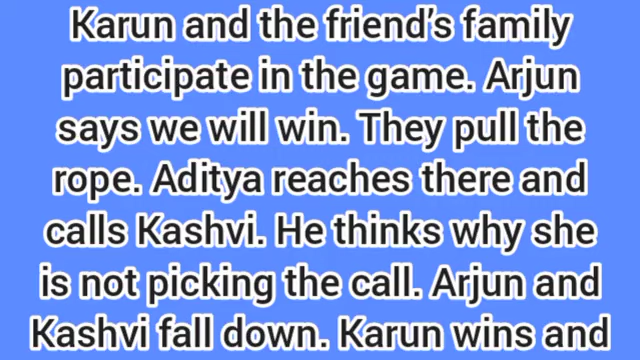 Karun and the friend’s family
participate in the game. Arjun
says we will win. They pull the
rope. Aditya reaches there and
calls Kashvi. He thinks why she
is not picking the call. Arjun and
Kashvi fall down. Karun wins and